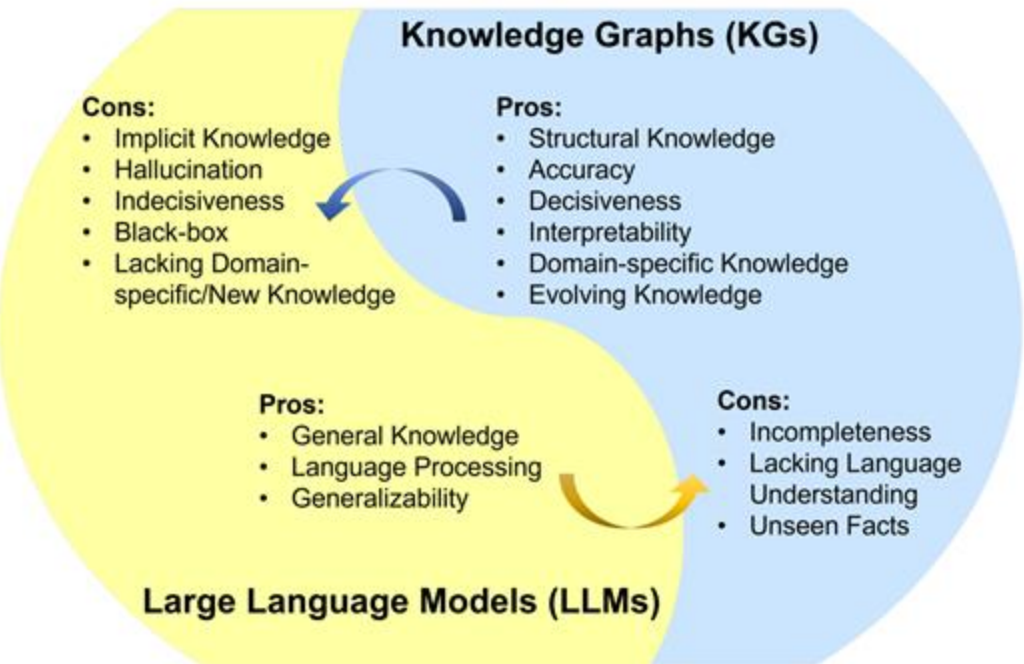 Knowledge Graphs (KGs)
Cons:
• Implicit Knowledge
• Hallucination
• Indecisiveness
• Black-box
• Lacking Domain-
specific/New Knowledge
Pros:
• Structural Knowledge
• Accuracy
• Decisiveness
• Interpretability
• Domain-specific Knowledge
• Evolving Knowledge
Pros:
• General Knowledge
• Language Processing
• Generalizability
Cons:
• Incompleteness
• Lacking Language
Understanding
• Unseen Facts
Large Language Models (LLMs)